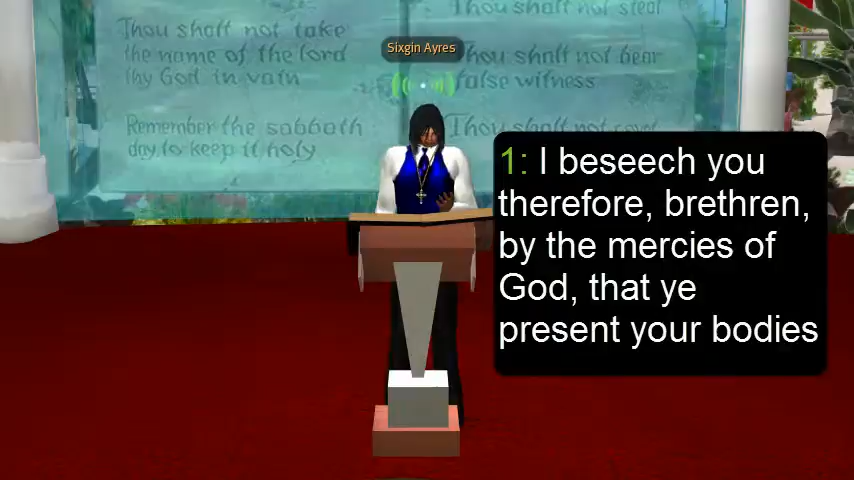 Thou shalt not steal
Thou shalt not take
the name of the lord
thy God in vain
Sixgin Ayres
Thou shalt not bear
false witness
Remember the sabbath
day, to keep it holy
Thou shalt not covet
1: I beseech you
therefore, brethren,
by the mercies of
God, that ye
present your bodies